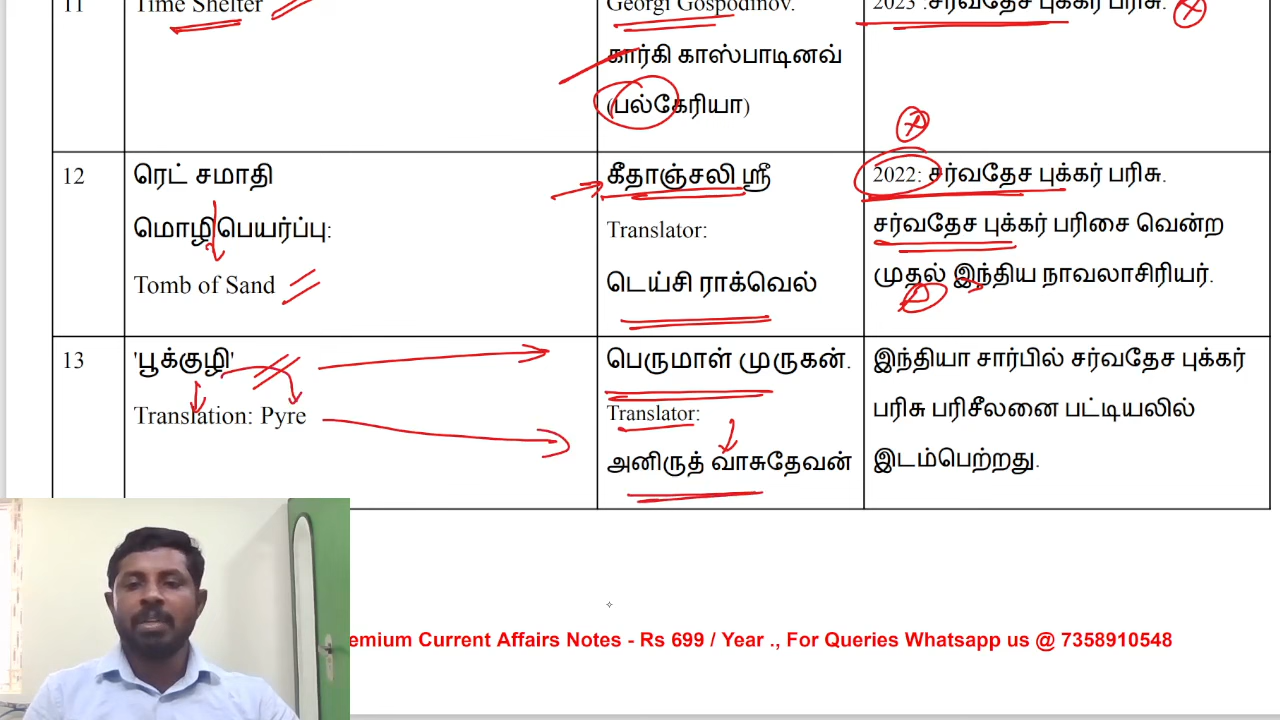 11
Time Shelter
Georgi Gospodinov.
கார்கி காஸ்பாடினவ்
(பல்கேரியா)
2023 :சர்வதேச புக்கர் பரிசு.
12
ரெட் சமாதி
மொழிபெயர்ப்பு:
Tomb of Sand
கீதாஞ்சலி ஸ்ரீ
Translator:
டெய்சி ராக்வெல்
2022: சர்வதேச புக்கர் பரிசு.
சர்வதேச புக்கர் பரிசை வென்ற
முதல் இந்திய நாவலாசிரியர்.
13
'பூக்குழி'
Translation: Pyre
பெருமாள் முருகன்.
Translator:
அனிருத் வாசுதேவன்
இந்தியா சார்பில் சர்வதேச புக்கர்
பரிசு பரிசீலனை பட்டியலில்
இடம்பெற்றது.
emium Current Affairs Notes - Rs 699 / Year ., For Queries Whatsapp us @ 7358910548